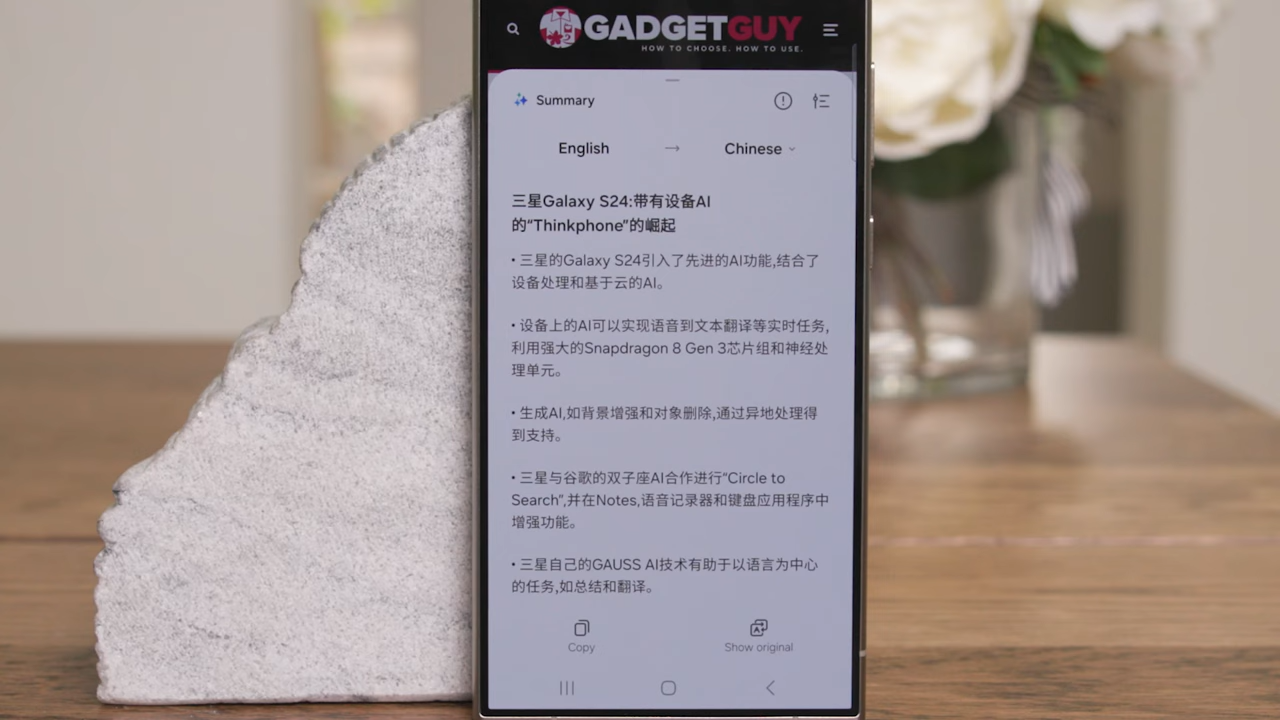 GADGETGUY
HOW TO CHOOSE. HOW TO USE.
Summary
English → Chinese
三星Galaxy S24:带有设备AI
的“Thinkphone”的崛起
• 三星的Galaxy S24引入了先进的AI功能,结合了
设备处理和基于云的AI。
• 设备上的AI可以实现语音到文本翻译等实时任务,
利用强大的Snapdragon 8 Gen 3芯片组和神经处
理单元。
• 生成AI,如背景增强和对象删除,通过异地处理得
到支持。
• 三星与谷歌的双子座AI合作进行“Circle to
Search”,并在Notes,语音记录器和键盘应用程序中
增强功能。
• 三星自己的GAUSS AI技术有助于以语言为中心
的任务,如总结和翻译。
Copy
Show original